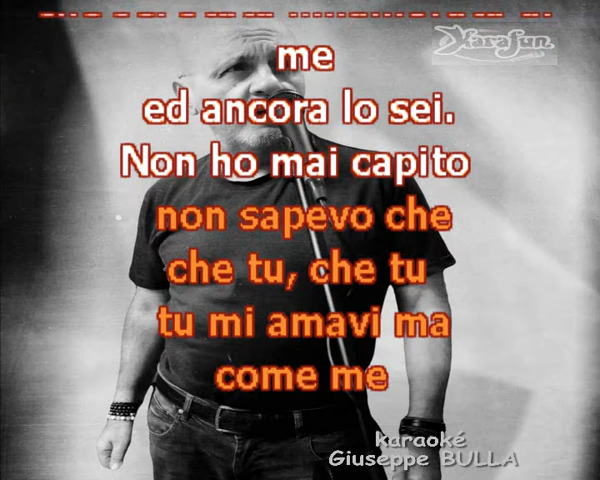 KaraFun
me
ed ancora lo sei.
Non ho mai capito
non sapevo che
che tu, che tu
tu mi amavi ma
come me
karaoké
Giuseppe BULLA